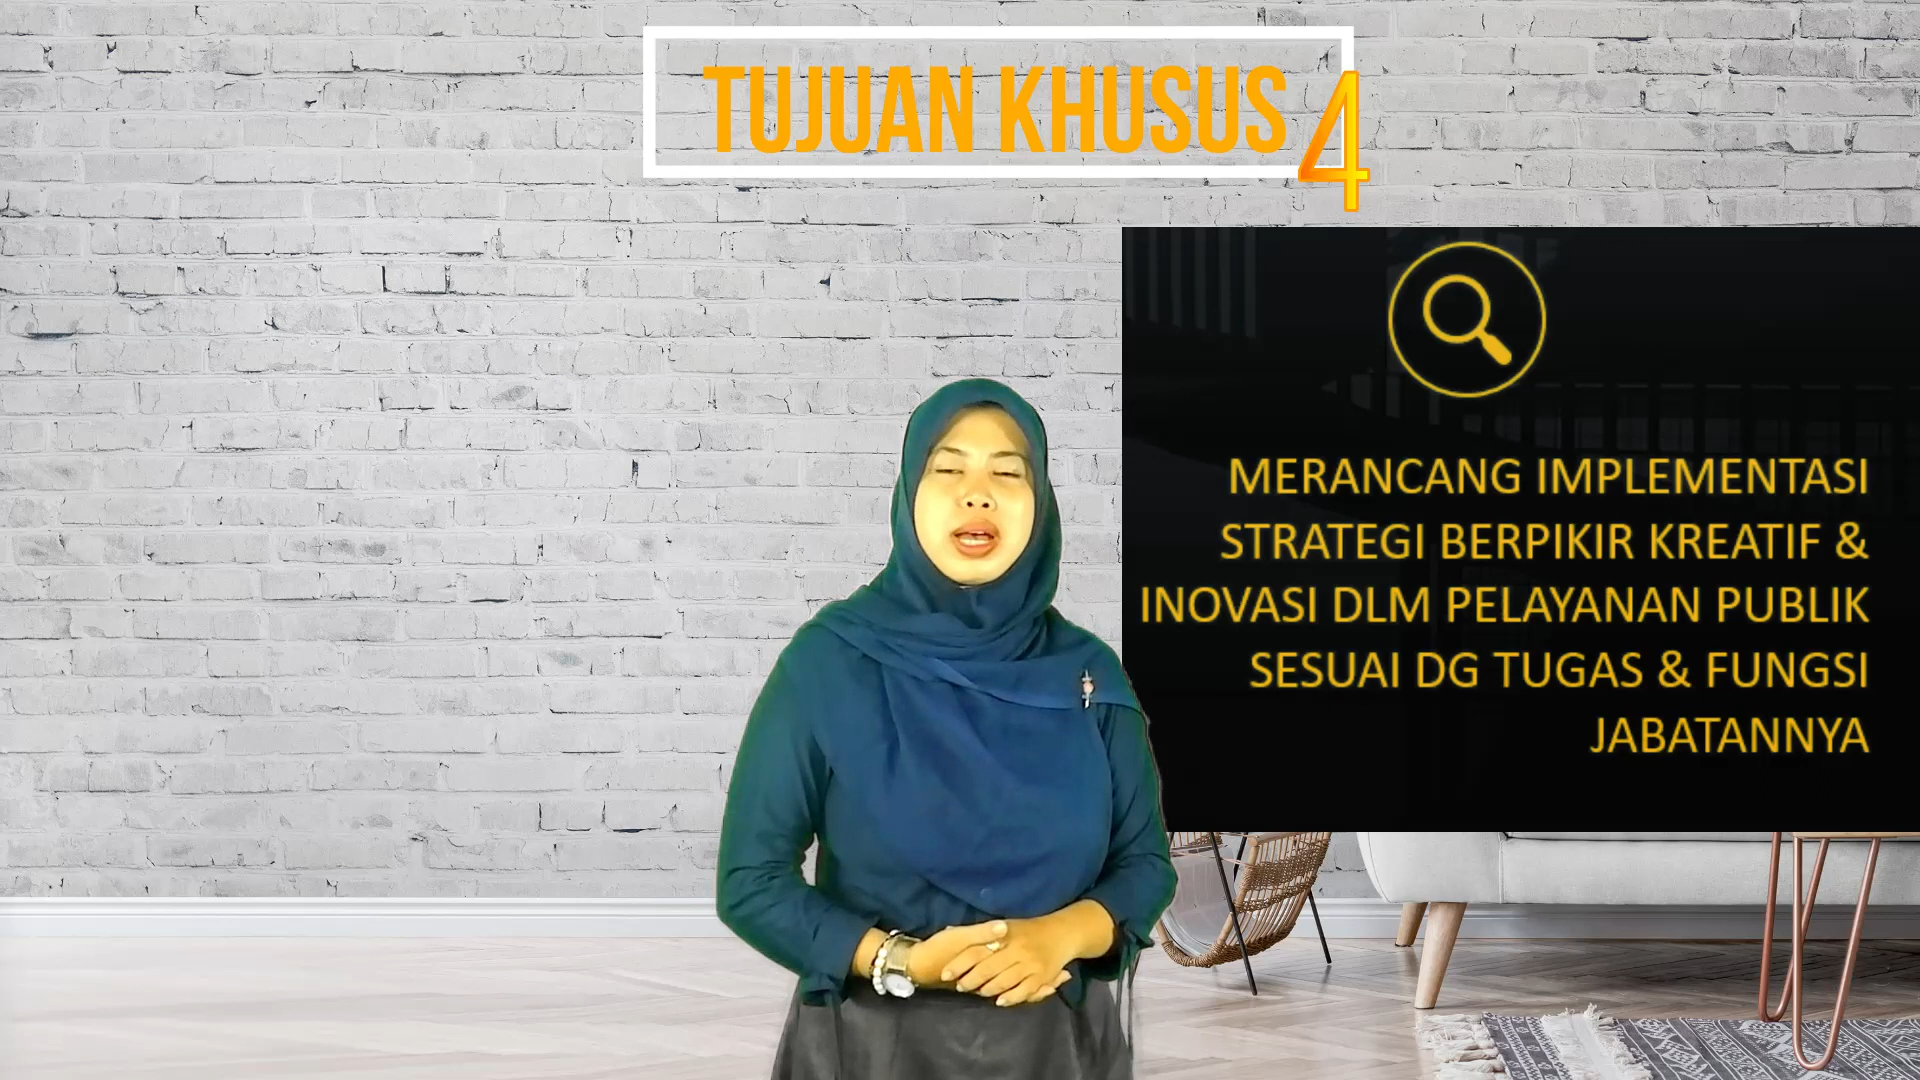 TUJUAN KHUSUS 4
MERANCANG IMPLEMENTASI
STRATEGI BERPIKIR KREATIF &
INOVASI DLM PELAYANAN PUBLIK
SESUAI DG TUGAS & FUNGSI
JABATANNYA